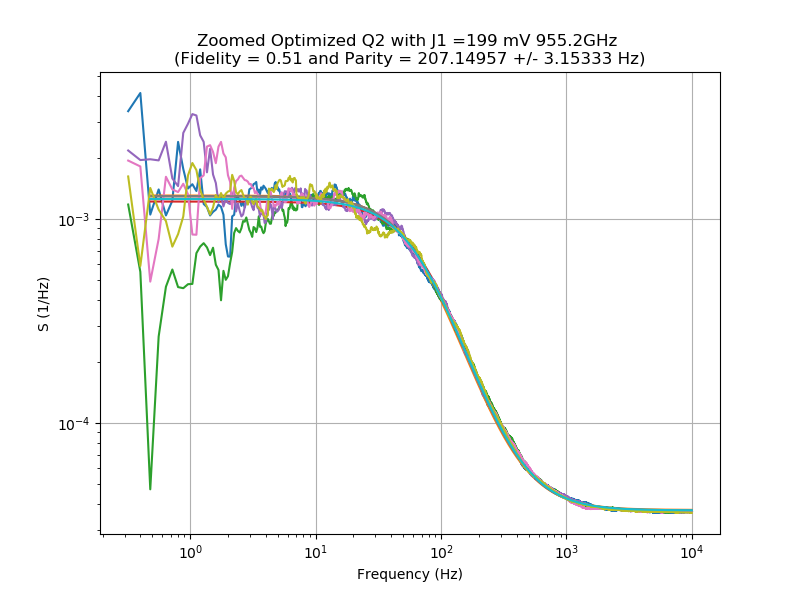 Zoomed Optimized Q2 with J1 =199 mV 955.2GHz
(Fidelity = 0.51 and Parity = 207.14957 +/- 3.15333 Hz)
S (1/Hz)
10⁻³
10⁻⁴
10⁰ 10¹ 10² 10³ 10⁴
Frequency (Hz)